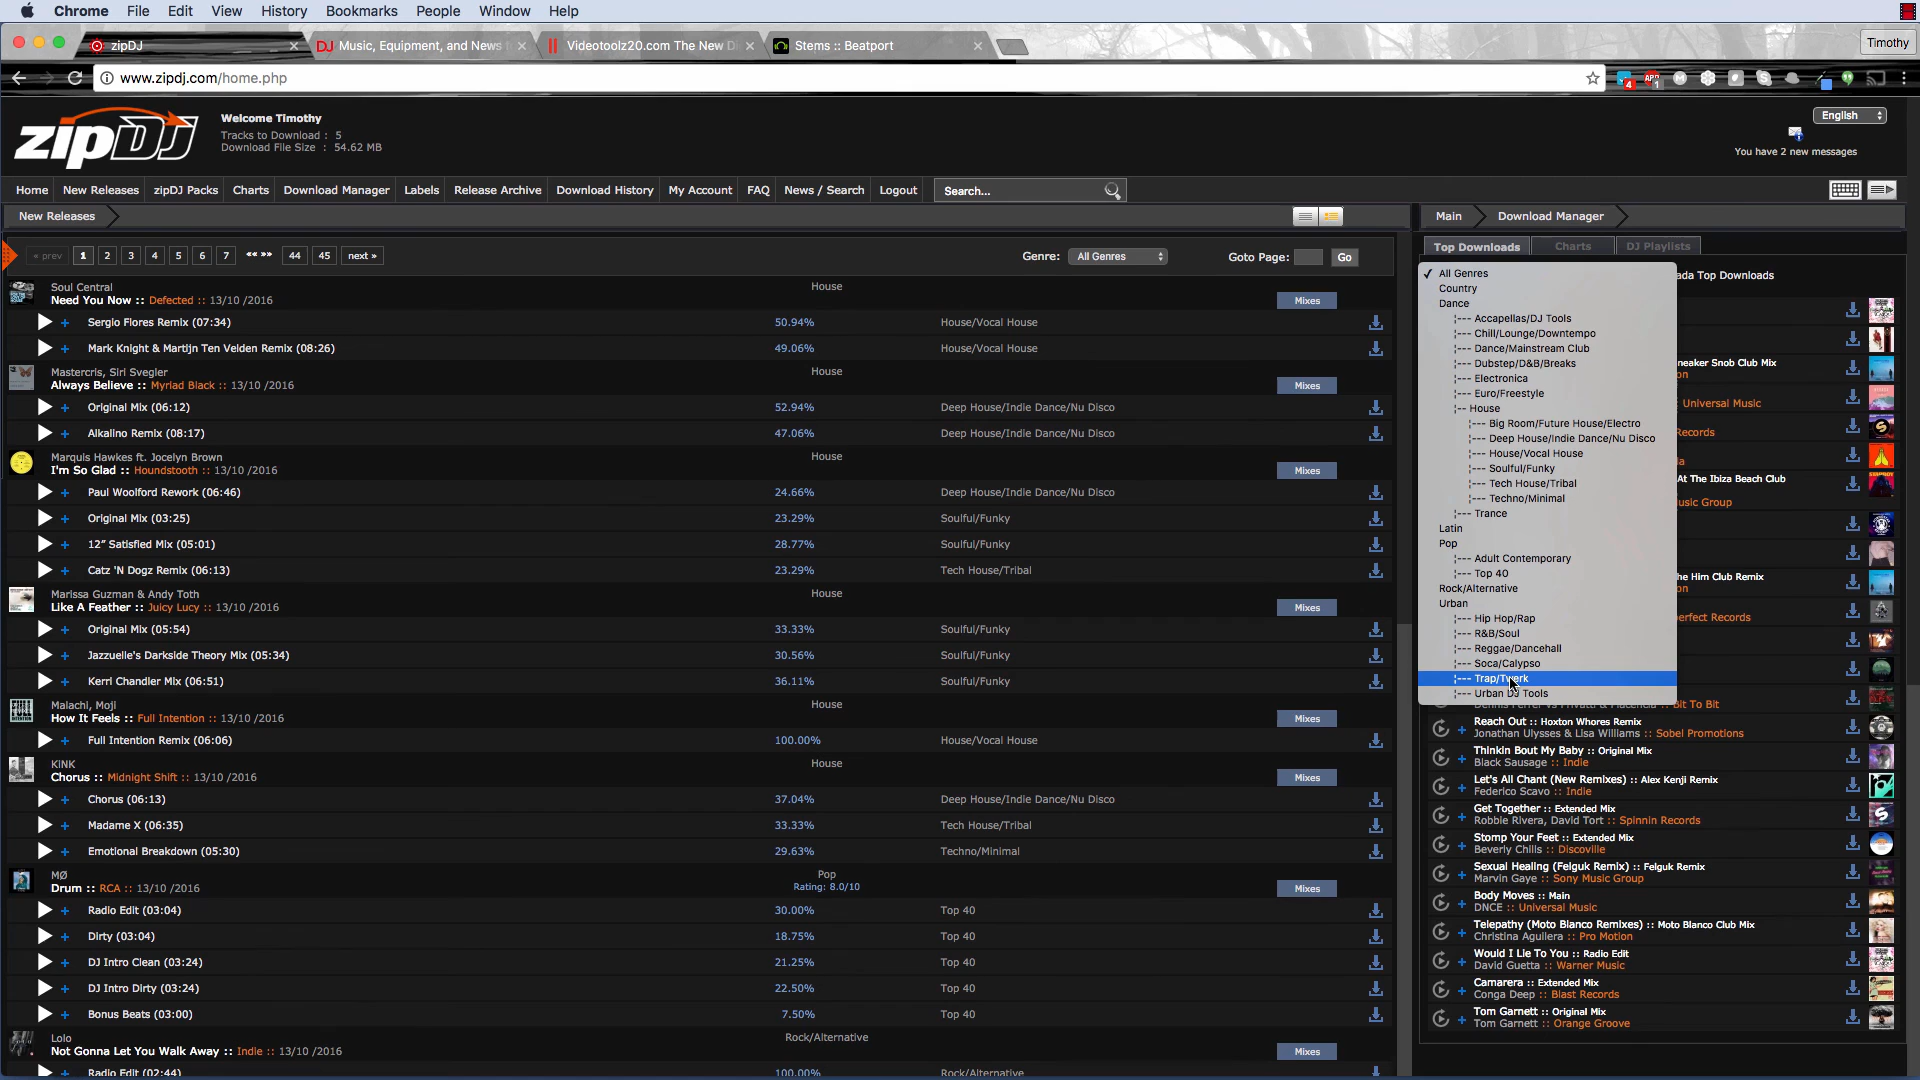 Chrome File Edit View History Bookmarks People Window Help
zipDJ
DJ Music, Equipment, and News
Videotoolz20.com The New D
Stems :: Beatport
Timothy
www.zipdj.com/home.php
zipDJ
Welcome Timothy
Tracks to Download : 5
Download File Size : 54.62 MB
English
You have 2 new messages
Home New Releases zipDJ Packs Charts Download Manager Labels Release Archive Download History My Account FAQ News / Search Logout Search...
New Releases
Main Download Manager
« prev 1 2 3 4 5 6 7 «« »» 44 45 next »
Genre: All Genres Goto Page: Go
Top Downloads Charts DJ Playlists
Soul Central House
Need You Now :: Defected :: 13/10 /2016 Mixes
Sergio Flores Remix (07:34) 50.94% House/Vocal House
Mark Knight & Martijn Ten Velden Remix (08:26) 49.06% House/Vocal House
Mastercris, Siri Svegler House
Always Believe :: Myriad Black :: 13/10 /2016 Mixes
Original Mix (06:12) 52.94% Deep House/Indie Dance/Nu Disco
Alkalino Remix (08:17) 47.06% Deep House/Indie Dance/Nu Disco
Marquis Hawkes ft. Jocelyn Brown House
I'm So Glad :: Houndstooth :: 13/10 /2016 Mixes
Paul Woolford Rework (06:46) 24.66% Deep House/Indie Dance/Nu Disco
Original Mix (03:25) 23.29% Soulful/Funky
12” Satisfied Mix (05:01) 28.77% Soulful/Funky
Catz 'N Dogz Remix (06:13) 23.29% Tech House/Tribal
Marissa Guzman & Andy Toth House
Like A Feather :: Juicy Lucy :: 13/10 /2016 Mixes
Original Mix (05:54) 33.33% Soulful/Funky
Jazzuelle's Darkside Theory Mix (05:34) 30.56% Soulful/Funky
Kerri Chandler Mix (06:51) 36.11% Soulful/Funky
Malachi, Moji House
How It Feels :: Full Intention :: 13/10 /2016 Mixes
Full Intention Remix (06:06) 100.00% House/Vocal House
KiNK House
Chorus :: Midnight Shift :: 13/10 /2016 Mixes
Chorus (06:13) 37.04% Deep House/Indie Dance/Nu Disco
Madame X (06:35) 33.33% Tech House/Tribal
Emotional Breakdown (05:30) 29.63% Techno/Minimal
MØ Pop
Drum :: RCA :: 13/10 /2016 Rating: 8.0/10 Mixes
Radio Edit (03:04) 30.00% Top 40
Dirty (03:04) 18.75% Top 40
DJ Intro Clean (03:24) 21.25% Top 40
DJ Intro Dirty (03:24) 22.50% Top 40
Bonus Beats (03:00) 7.50% Top 40
Lolo Rock/Alternative
Not Gonna Let You Walk Away :: Indie :: 13/10 /2016 Mixes
Radio Edit (02:44) 100.00% Rock/Alternative
✓ All Genres
Country
Dance
¦--- Accapellas/DJ Tools
¦--- Chill/Lounge/Downtempo
¦--- Dance/Mainstream Club
¦--- Dubstep/D&B/Breaks
¦--- Electronica
¦--- Euro/Freestyle
¦-- House
¦--- Big Room/Future House/Electro
¦--- Deep House/Indie Dance/Nu Disco
¦--- House/Vocal House
¦--- Soulful/Funky
¦--- Tech House/Tribal
¦--- Techno/Minimal
¦--- Trance
Latin
Pop
¦--- Adult Contemporary
¦--- Top 40
Rock/Alternative
Urban
¦--- Hip Hop/Rap
¦--- R&B/Soul
¦--- Reggae/Dancehall
¦--- Soca/Calypso
¦--- Trap/Twerk
¦--- Urban DJ Tools
ada Top Downloads
neaker Snob Club Mix
on
Universal Music
ecords
la
At The Ibiza Beach Club
usic Group
he Him Club Remix
on
erfect Records
Bit To Bit
Reach Out :: Hoxton Whores Remix
Jonathan Ulysses & Lisa Williams :: Sobel Promotions
Thinkin Bout My Baby :: Original Mix
Black Sausage :: Indie
Let's All Chant (New Remixes) :: Alex Kenji Remix
Federico Scavo :: Indie
Get Together :: Extended Mix
Robbie Rivera, David Tort :: Spinnin Records
Stomp Your Feet :: Extended Mix
Beverly Chills :: Discoville
Sexual Healing (Felguk Remix) :: Felguk Remix
Marvin Gaye :: Sony Music Group
Body Moves :: Main
DNCE :: Universal Music
Telepathy (Moto Blanco Remixes) :: Moto Blanco Club Mix
Christina Aguilera :: Pro Motion
Would I Lie To You :: Radio Edit
David Guetta :: Warner Music
Camarera :: Extended Mix
Conga Deep :: Blast Records
Tom Garnett :: Original Mix
Tom Garnett :: Orange Groove